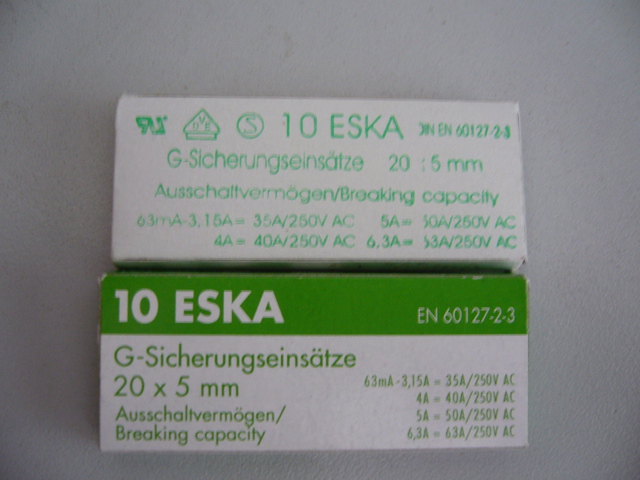 10 ESKA DIN EN 60127-2-3
G-Sicherungseinsätze 20 : 5 mm
Ausschaltvermögen/Breaking capacity
63mA-3,15A = 35A/250V AC 5A = 50A/250V AC
4A = 40A/250V AC 6,3A = 63A/250V AC
10 ESKA EN 60127-2-3
G-Sicherungseinsätze
20 x 5 mm
Ausschaltvermögen/
Breaking capacity
63mA-3,15A = 35A/250V AC
4A = 40A/250V AC
5A = 50A/250V AC
6,3A = 63A/250V AC